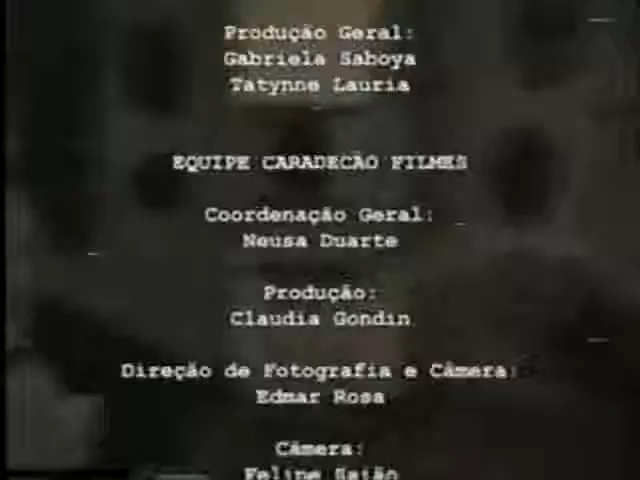 Produção Geral:
Gabriela Saboya
Tatynne Lauria
EQUIPE CARADECÃO FILMES
Coordenação Geral:
Neusa Duarte
Produção:
Claudia Gondin
Direção de Fotografia e Câmera:
Edmar Rosa
Câmera:
Felipe